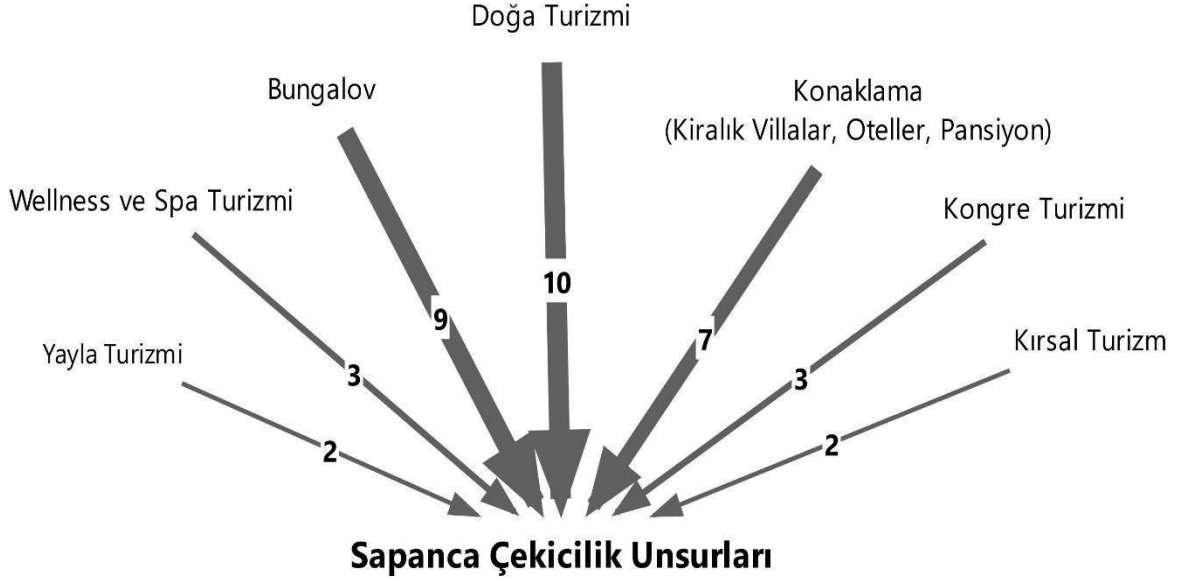 Doğa Turizmi
Bungalov
Konaklama
(Kiralık Villalar, Oteller, Pansiyon)
Wellness ve Spa Turizmi
Kongre Turizmi
10
9
7
Yayla Turizmi
Kırsal Turizm
3
3
2
2
Sapanca Çekicilik Unsurları